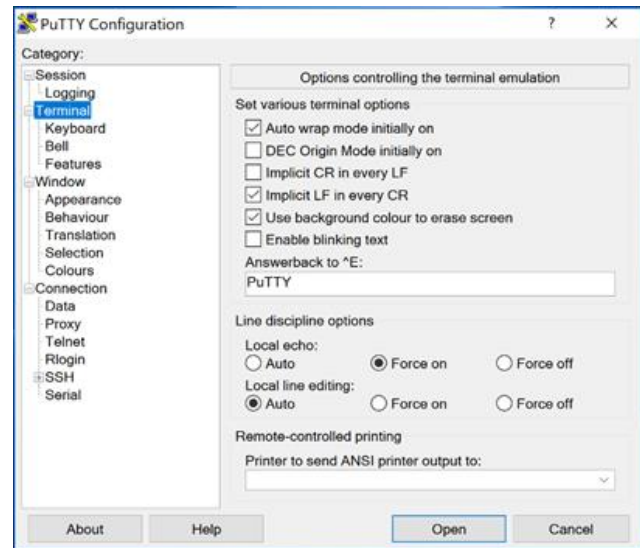 PuTTY Configuration
Category:
Session
Logging
Terminal
Keyboard
Bell
Features
Window
Appearance
Behaviour
Translation
Selection
Colours
Connection
Data
Proxy
Telnet
Rlogin
SSH
Serial
Options controlling the terminal emulation
Set various terminal options
Auto wrap mode initially on
DEC Origin Mode initially on
Implicit CR in every LF
Implicit LF in every CR
Use background colour to erase screen
Enable blinking text
Answerback to ^E:
PuTTY
Line discipline options
Local echo:
Auto Force on Force off
Local line editing:
Auto Force on Force off
Remote-controlled printing
Printer to send ANSI printer output to:
About Help Open Cancel